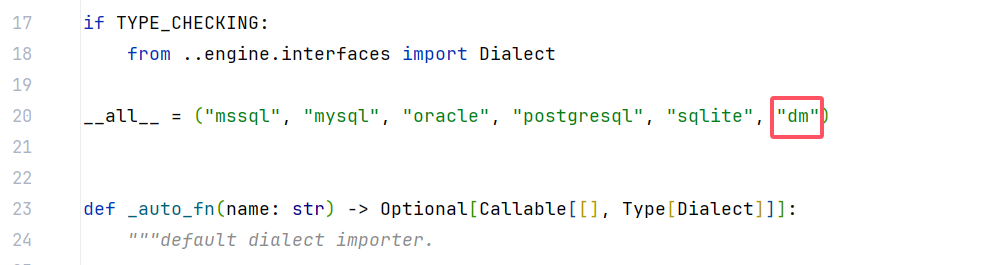 17 if TYPE_CHECKING:
18     from ..engine.interfaces import Dialect
19
20 __all__ = ("mssql", "mysql", "oracle", "postgresql", "sqlite", "dm")
21
22
23 def _auto_fn(name: str) -> Optional[Callable[[], Type[Dialect]]]:
24     """default dialect importer.